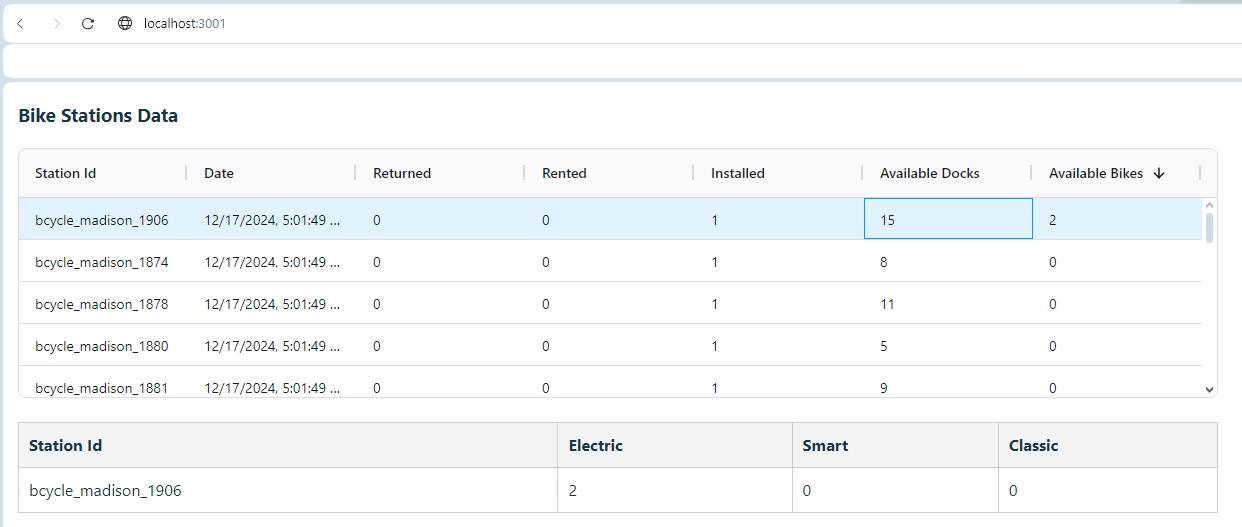 localhost:3001
Bike Stations Data
Station Id Date Returned Rented Installed Available Docks Available Bikes
bcycle_madison_1906 12/17/2024, 5:01:49 ... 0 0 1 15 2
bcycle_madison_1874 12/17/2024, 5:01:49 ... 0 0 1 8 0
bcycle_madison_1878 12/17/2024, 5:01:49 ... 0 0 1 11 0
bcycle_madison_1880 12/17/2024, 5:01:49 ... 0 0 1 5 0
bcycle_madison_1881 12/17/2024, 5:01:49 ... 0 0 1 9 0
Station Id Electric Smart Classic
bcycle_madison_1906 2 0 0